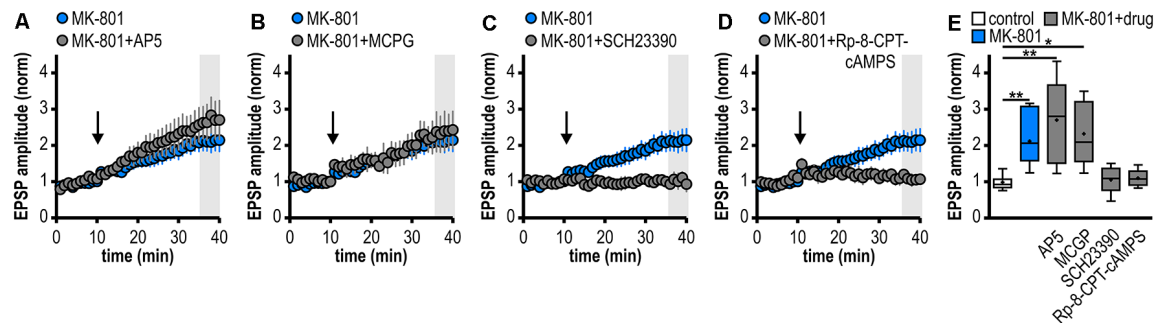 A
MK-801
MK-801+AP5
EPSP amplitude (norm)
4
3
2
1
0
0 10 20 30 40
time (min)
B
MK-801
MK-801+MCPG
EPSP amplitude (norm)
4
3
2
1
0
0 10 20 30 40
time (min)
C
MK-801
MK-801+SCH23390
EPSP amplitude (norm)
4
3
2
1
0
0 10 20 30 40
time (min)
D
MK-801
MK-801+Rp-8-CPT-
cAMPS
EPSP amplitude (norm)
4
3
2
1
0
0 10 20 30 40
time (min)
E
control MK-801+drug
MK-801
*
**
**
EPSP amplitude (norm)
4
3
2
1
0
AP5
MCGP
SCH23390
Rp-8-CPT-cAMPS